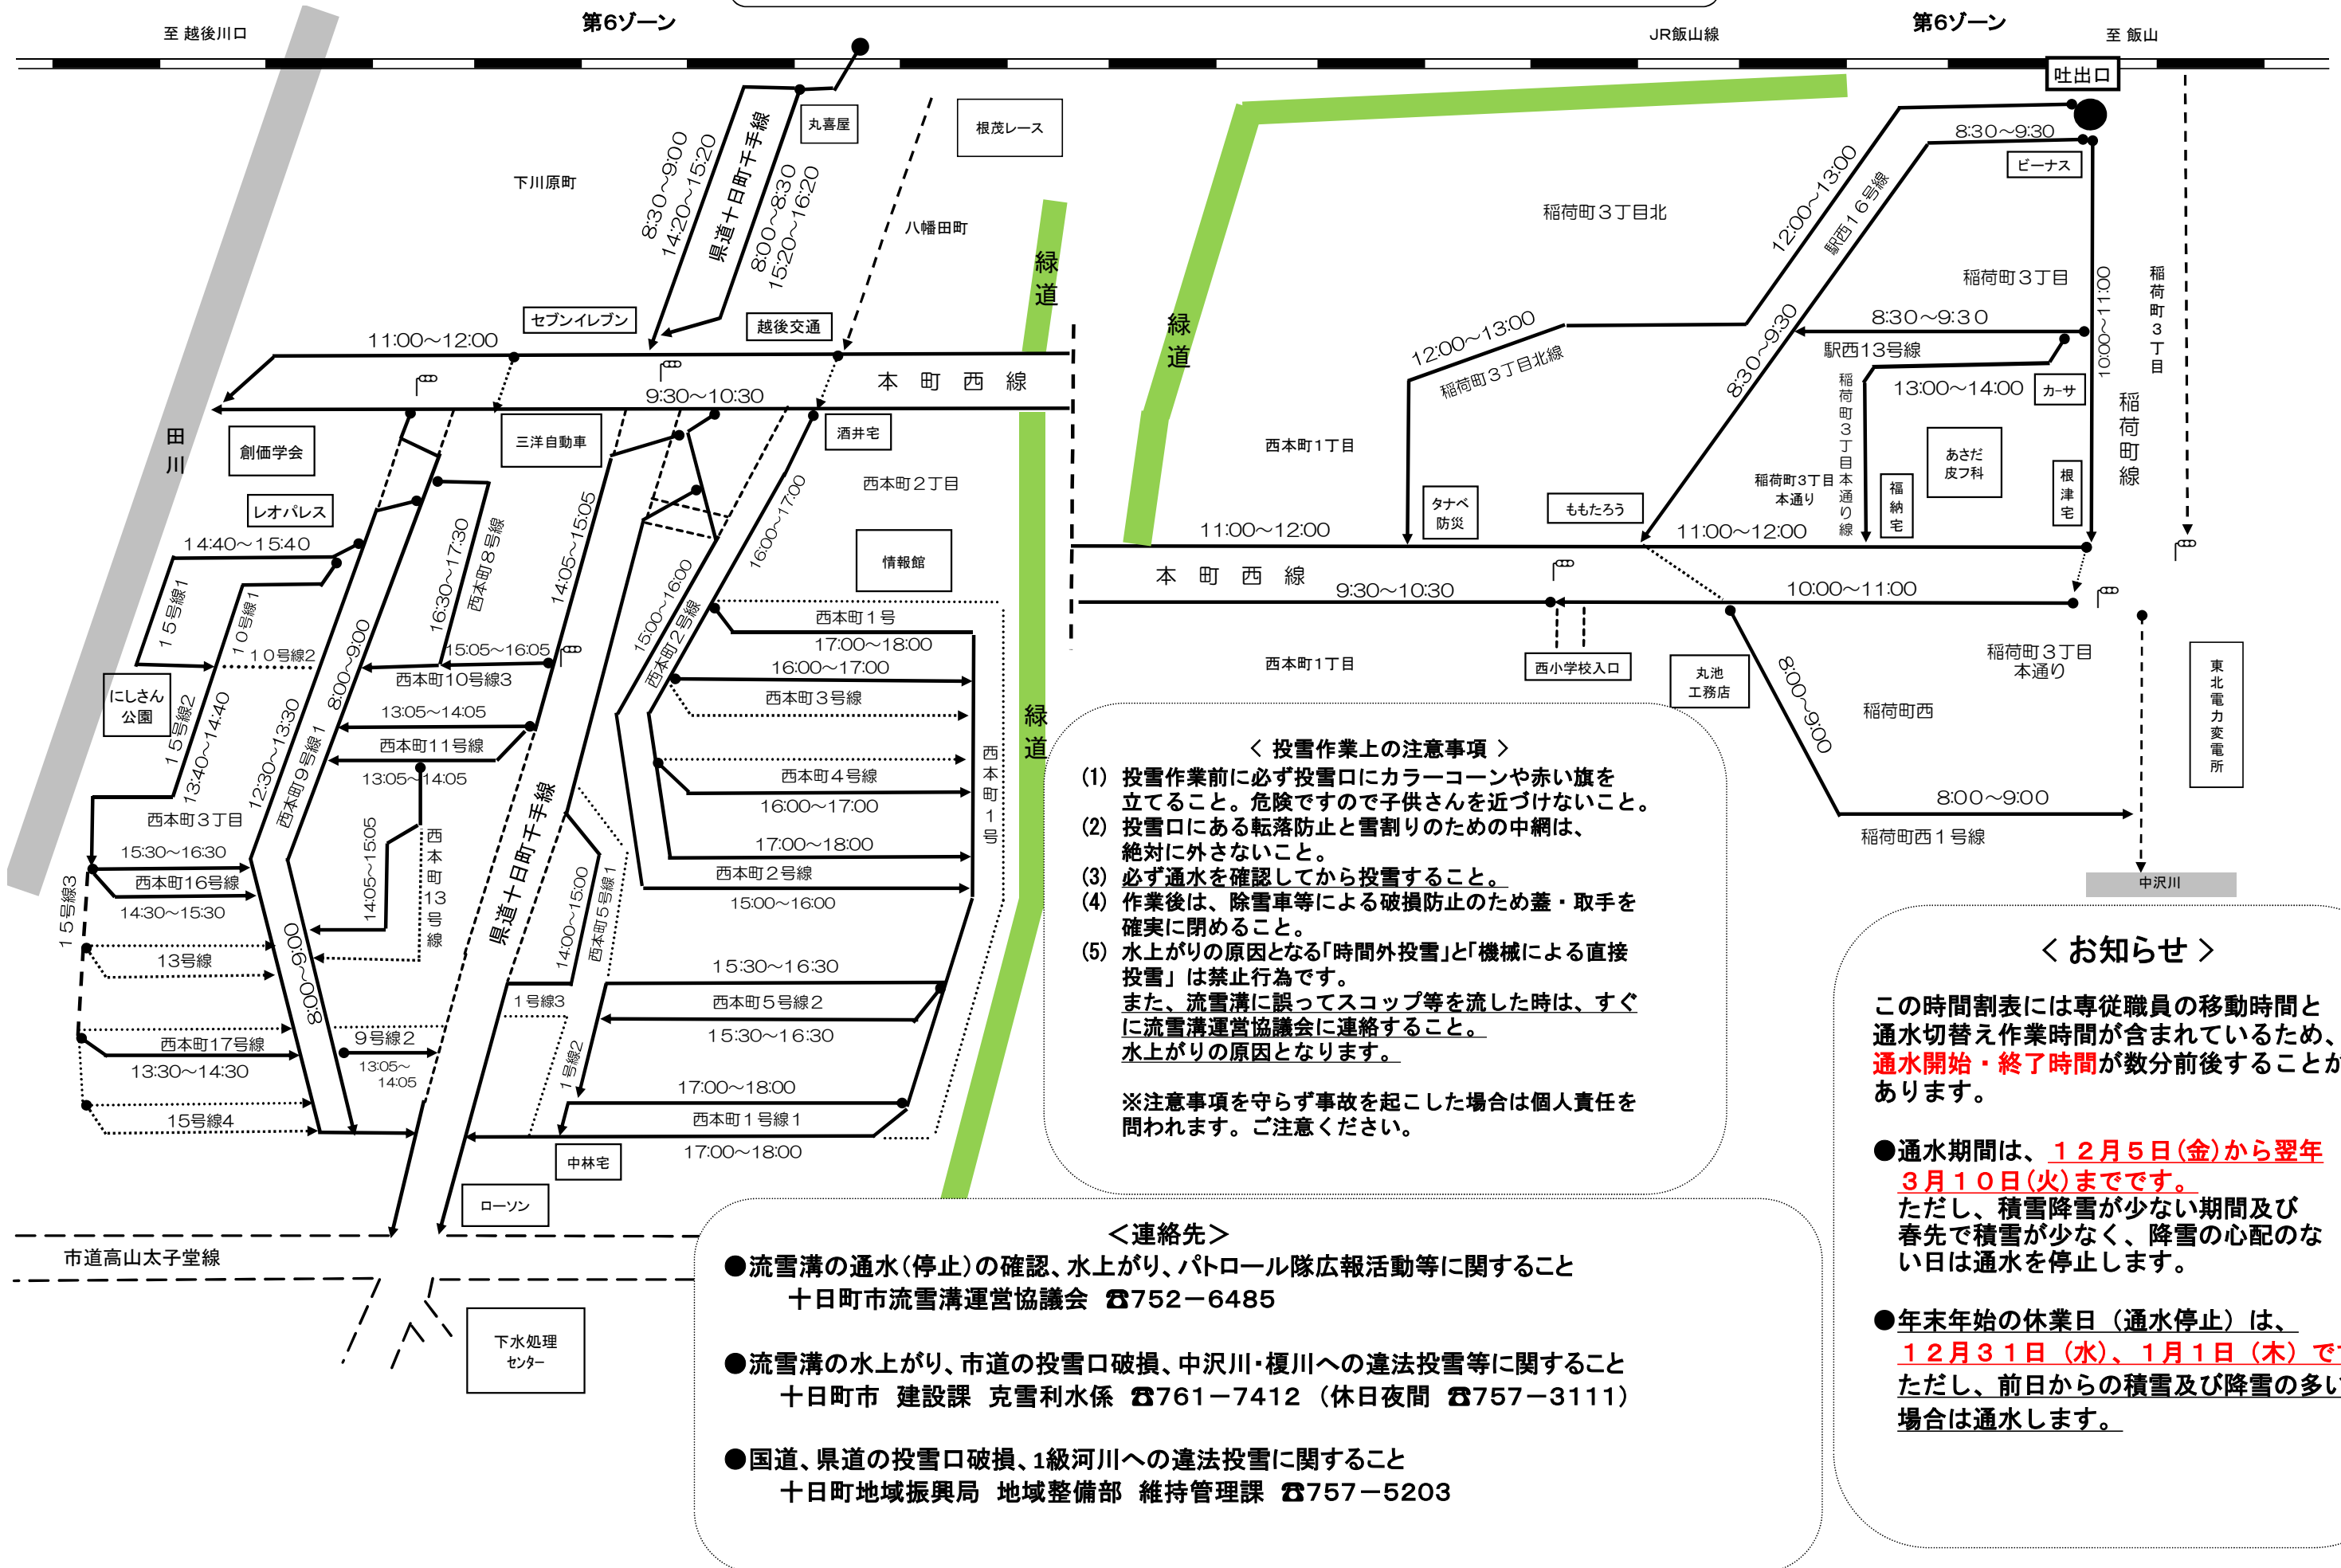 第6ゾーン
第6ゾーン
至 越後川口
JR飯山線
至 飯山
吐出口
丸喜屋
根茂レース
県道十日町千手線
8:30～9:00
14:20～15:20
8:00～8:30
15:20～16:20
下川原町
八幡田町
緑道
セブンイレブン
越後交通
11:00～12:00
本町西線
9:30～10:30
田川
創価学会
三洋自動車
酒井宅
レオパレス
西本町2丁目
情報館
14:40～15:40
15号線1
10号線1
10号線2
にしさん
公園
15号線2
13:40～14:40
12:30～13:30
西本町9号線1
8:00～9:00
16:30～17:30
西本町8号線
15:05～16:05
西本町10号線3
13:05～14:05
西本町11号線
13:05～14:05
14:05～15:05
14:05～15:05
西本町13号線
県道十日町千手線
15:00～16:00
西本町2号線
16:00～17:00
西本町1号
17:00～18:00
16:00～17:00
西本町3号線
西本町4号線
16:00～17:00
17:00～18:00
西本町2号線
15:00～16:00
西本町1号
緑道
西本町3丁目
15:30～16:30
西本町16号線
14:30～15:30
15号線3
13号線
西本町17号線
13:30～14:30
15号線4
8:00～9:00
9号線2
13:05～
14:05
14:00～15:00
西本町5号線1
1号線3
1号線2
15:30～16:30
西本町5号線2
15:30～16:30
17:00～18:00
西本町1号線1
17:00～18:00
中林宅
ローソン
市道高山太子堂線
下水処理
センター
緑道
稲荷町3丁目北
12:00～13:00
駅西16号線
8:30～9:30
ビーナス
稲荷町3丁目
稲荷町3丁目
12:00～13:00
稲荷町3丁目北線
8:30～9:30
8:30～9:30
駅西13号線
13:00～14:00
カーサ
10:00～11:00
稲荷町線
稲荷町3丁目本通り線
稲荷町3丁目
本通り
あさだ
皮フ科
福納宅
根津宅
西本町1丁目
タナベ
防災
ももたろう
11:00～12:00
11:00～12:00
本町西線
9:30～10:30
10:00～11:00
西本町1丁目
西小学校入口
丸池
工務店
8:00～9:00
稲荷町3丁目
本通り
稲荷町西
東北電力変電所
8:00～9:00
稲荷町西1号線
中沢川
＜ 投雪作業上の注意事項 ＞
(1) 投雪作業前に必ず投雪口にカラーコーンや赤い旗を
立てること。危険ですので子供さんを近づけないこと。
(2) 投雪口にある転落防止と雪割りのための中網は、
絶対に外さないこと。
(3) 必ず通水を確認してから投雪すること。
(4) 作業後は、除雪車等による破損防止のため蓋・取手を
確実に閉めること。
(5) 水上がりの原因となる｢時間外投雪｣と｢機械による直接
投雪」は禁止行為です。
また、流雪溝に誤ってスコップ等を流した時は、すぐ
に流雪溝運営協議会に連絡すること。
水上がりの原因となります。
※注意事項を守らず事故を起こした場合は個人責任を
問われます。ご注意ください。
＜連絡先＞
●流雪溝の通水（停止）の確認、水上がり、パトロール隊広報活動等に関すること
十日町市流雪溝運営協議会 ☎752－6485
●流雪溝の水上がり、市道の投雪口破損、中沢川・榎川への違法投雪等に関すること
十日町市 建設課 克雪利水係 ☎761－7412 （休日夜間 ☎757－3111）
●国道、県道の投雪口破損、1級河川への違法投雪に関すること
十日町地域振興局 地域整備部 維持管理課 ☎757－5203
＜ お知らせ ＞
この時間割表には専従職員の移動時間と
通水切替え作業時間が含まれているため、
通水開始・終了時間が数分前後することが
あります。
●通水期間は、１２月５日(金)から翌年
３月１０日(火)までです。
ただし、積雪降雪が少ない期間及び
春先で積雪が少なく、降雪の心配のな
い日は通水を停止します。
●年末年始の休業日（通水停止）は、
１２月３１日（水）、１月１日（木）で
ただし、前日からの積雪及び降雪の多い
場合は通水します。